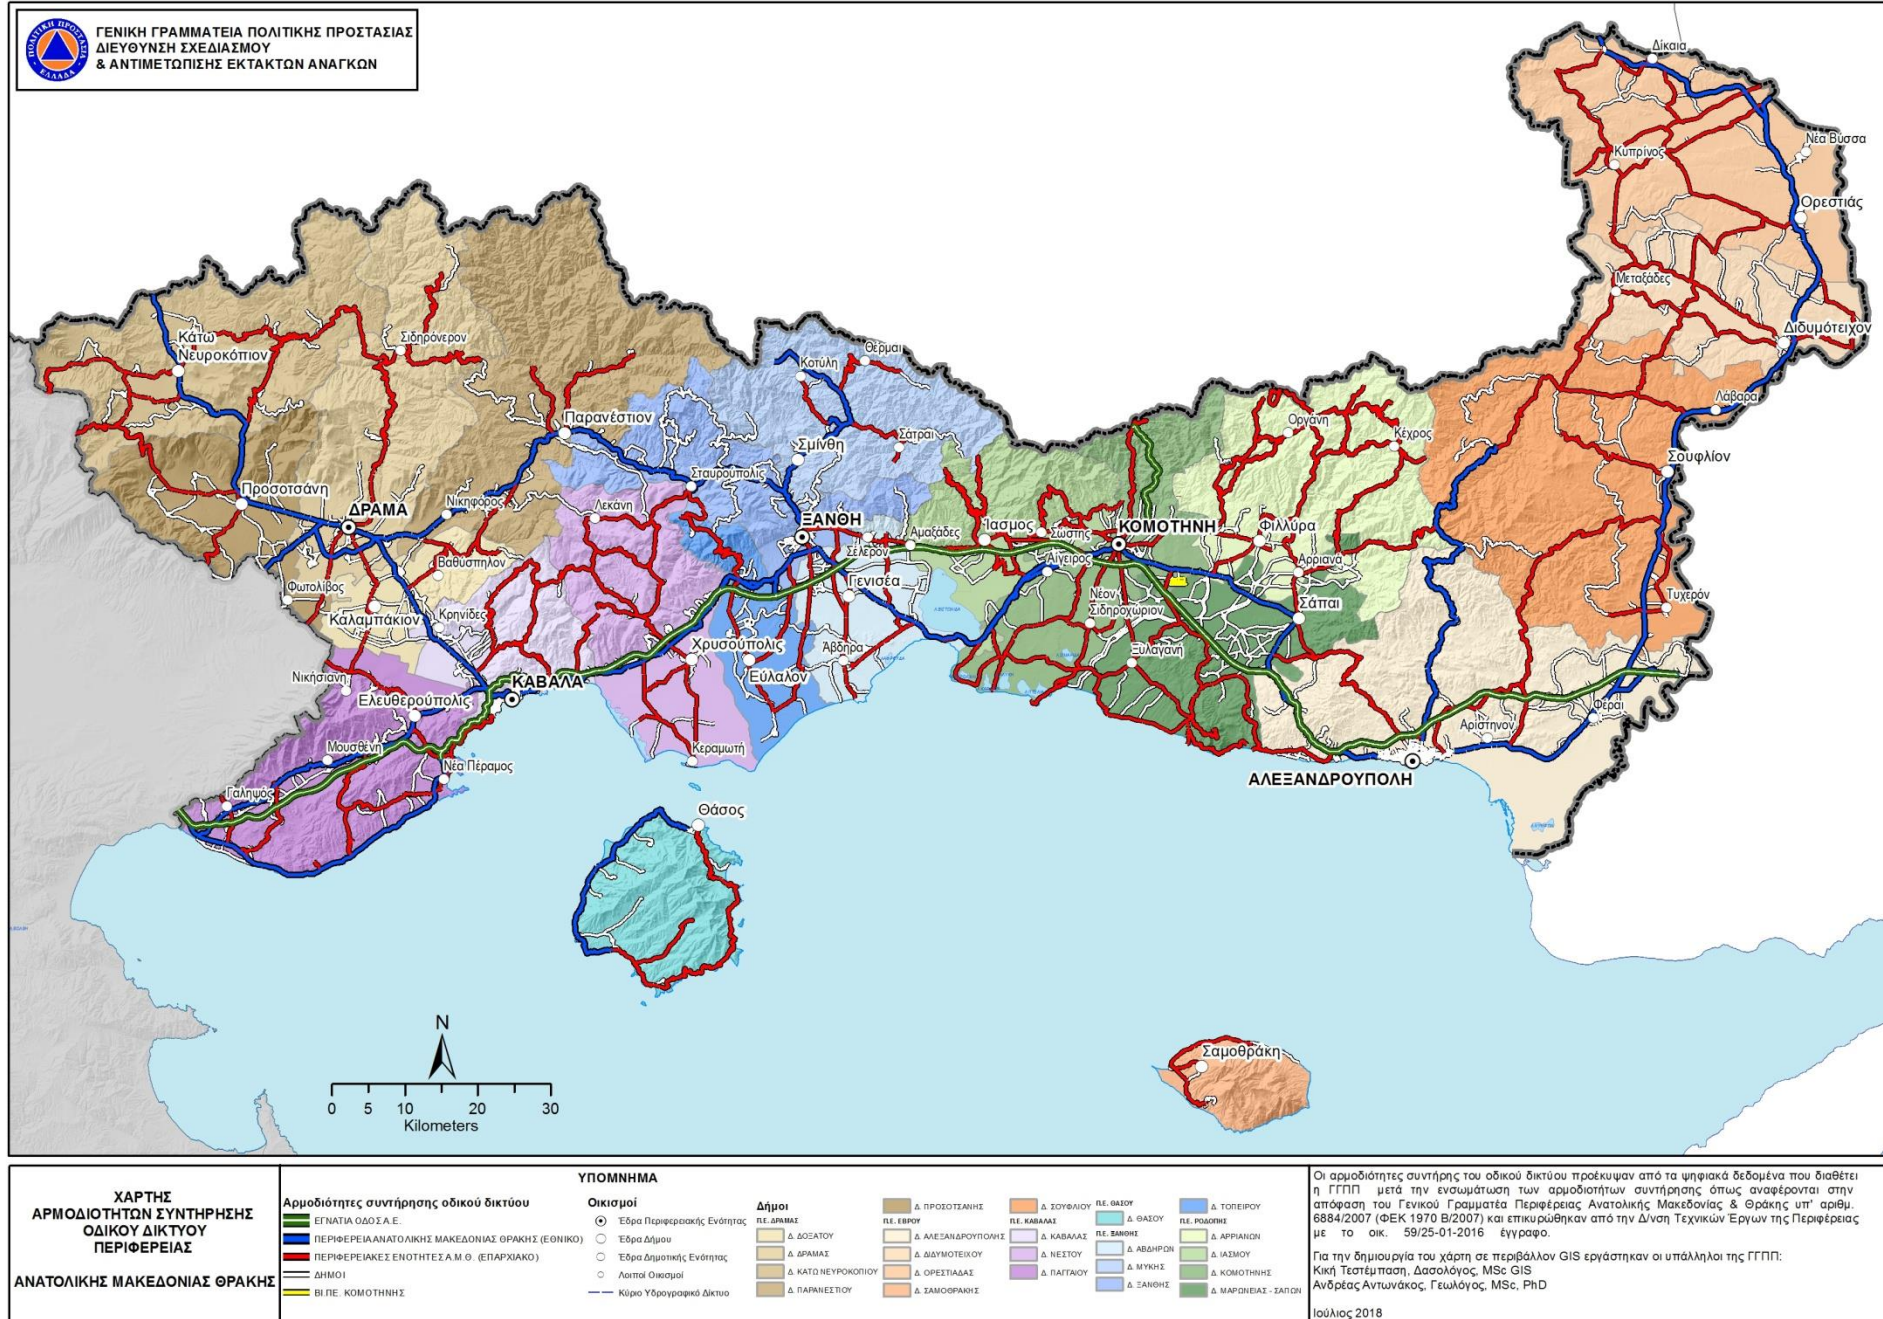 ΓΕΝΙΚΗ ΓΡΑΜΜΑΤΕΙΑ ΠΟΛΙΤΙΚΗΣ ΠΡΟΣΤΑΣΙΑΣ
ΔΙΕΥΘΥΝΣΗ ΣΧΕΔΙΑΣΜΟΥ
& ΑΝΤΙΜΕΤΩΠΙΣΗΣ ΕΚΤΑΚΤΩΝ ΑΝΑΓΚΩΝ
ΠΟΛΙΤΙΚΗ ΠΡΟΣΤΑΣΙΑ
ΕΛΛΑΔΑ
Δίκαια
Νέα Βύσσα
Κυπρίνος
Ορεστιάς
Μεταξάδες
Διδυμότειχον
Λάβαρα
Σουφλίον
Τυχερόν
Φέραι
Αρίστηνον
ΑΛΕΞΑΝΔΡΟΥΠΟΛΗ
Κάτω
Νευροκόπιον
Σιδηρόνερον
Παρανέστιον
Προσοτσάνη
ΔΡΑΜΑ
Νικηφόρος
Βαθύσπηλον
Φωτολίβος
Καλαμπάκιον
Κρηνίδες
Νικήσιανη
Ελευθερούπολις
ΚΑΒΑΛΑ
Μουσθένη
Νέα Πέραμος
Γαληψός
Λεκάνη
Σταυρούπολις
Κοτύλη
Θέρμαι
Σμίνθη
Σάτραι
ΞΑΝΘΗ
Σέλερον
Αμαξάδες
Γενισέα
Χρυσούπολις
Εύλαλον
Άβδηρα
Κεραμωτή
Θάσος
Ίασμος
Σώστης
Αίγειρος
ΚΟΜΟΤΗΝΗ
Νέον
Σιδηροχώριον
Ξυλαγανή
Οργάνη
Κέχρος
Φιλλύρα
Αρριανά
Σάπαι
Σαμοθράκη
N
0 5 10 20 30
Kilometers
ΧΑΡΤΗΣ
ΑΡΜΟΔΙΟΤΗΤΩΝ ΣΥΝΤΗΡΗΣΗΣ
ΟΔΙΚΟΥ ΔΙΚΤΥΟΥ
ΠΕΡΙΦΕΡΕΙΑΣ
ΑΝΑΤΟΛΙΚΗΣ ΜΑΚΕΔΟΝΙΑΣ ΘΡΑΚΗΣ
ΥΠΟΜΝΗΜΑ
Αρμοδιότητες συντήρησης οδικού δικτύου
ΕΓΝΑΤΙΑ ΟΔΟΣ Α.Ε.
ΠΕΡΙΦΕΡΕΙΑ ΑΝΑΤΟΛΙΚΗΣ ΜΑΚΕΔΟΝΙΑΣ ΘΡΑΚΗΣ (ΕΘΝΙΚΟ)
ΠΕΡΙΦΕΡΕΙΑΚΕΣ ΕΝΟΤΗΤΕΣ Α.Μ.Θ. (ΕΠΑΡΧΙΑΚΟ)
ΔΗΜΟΙ
ΒΙ.ΠΕ. ΚΟΜΟΤΗΝΗΣ
Οικισμοί
Έδρα Περιφερειακής Ενότητας
Έδρα Δήμου
Έδρα Δημοτικής Ενότητας
Λοιποί Οικισμοί
Κύριο Υδρογραφικό Δίκτυο
Δήμοι
Π.Ε. ΔΡΑΜΑΣ
Δ. ΔΟΞΑΤΟΥ
Δ. ΔΡΑΜΑΣ
Δ. ΚΑΤΩ ΝΕΥΡΟΚΟΠΙΟΥ
Δ. ΠΑΡΑΝΕΣΤΙΟΥ
Δ. ΠΡΟΣΟΤΣΑΝΗΣ
Π.Ε. ΕΒΡΟΥ
Δ. ΑΛΕΞΑΝΔΡΟΥΠΟΛΗΣ
Δ. ΔΙΔΥΜΟΤΕΙΧΟΥ
Δ. ΟΡΕΣΤΙΑΔΑΣ
Δ. ΣΑΜΟΘΡΑΚΗΣ
Δ. ΣΟΥΦΛΙΟΥ
Π.Ε. ΚΑΒΑΛΑΣ
Δ. ΚΑΒΑΛΑΣ
Δ. ΝΕΣΤΟΥ
Δ. ΠΑΓΓΑΙΟΥ
Π.Ε. ΘΑΣΟΥ
Δ. ΘΑΣΟΥ
Π.Ε. ΞΑΝΘΗΣ
Δ. ΑΒΔΗΡΩΝ
Δ. ΜΥΚΗΣ
Δ. ΞΑΝΘΗΣ
Δ. ΤΟΠΕΙΡΟΥ
Π.Ε. ΡΟΔΟΠΗΣ
Δ. ΑΡΡΙΑΝΩΝ
Δ. ΙΑΣΜΟΥ
Δ. ΚΟΜΟΤΗΝΗΣ
Δ. ΜΑΡΩΝΕΙΑΣ - ΣΑΠΩΝ
Οι αρμοδιότητες συντήρης του οδικού δικτύου προέκυψαν από τα ψηφιακά δεδομένα που διαθέτει
η ΓΓΠΠ μετά την ενσωμάτωση των αρμοδιοτήτων συντήρησης όπως αναφέρονται στην
απόφαση του Γενικού Γραμματέα Περιφέρειας Ανατολικής Μακεδονίας & Θράκης υπ' αριθμ.
6884/2007 (ΦΕΚ 1970 Β/2007) και επικυρώθηκαν από την Δ/νση Τεχνικών Έργων της Περιφέρειας
με το οικ. 59/25-01-2016 έγγραφο.
Για την δημιουργία του χάρτη σε περιβάλλον GIS εργάστηκαν οι υπάλληλοι της ΓΓΠΠ:
Κική Τεστέμπαση, Δασολόγος, MSc GIS
Ανδρέας Αντωνάκος, Γεωλόγος, MSc, PhD
Ιούλιος 2018